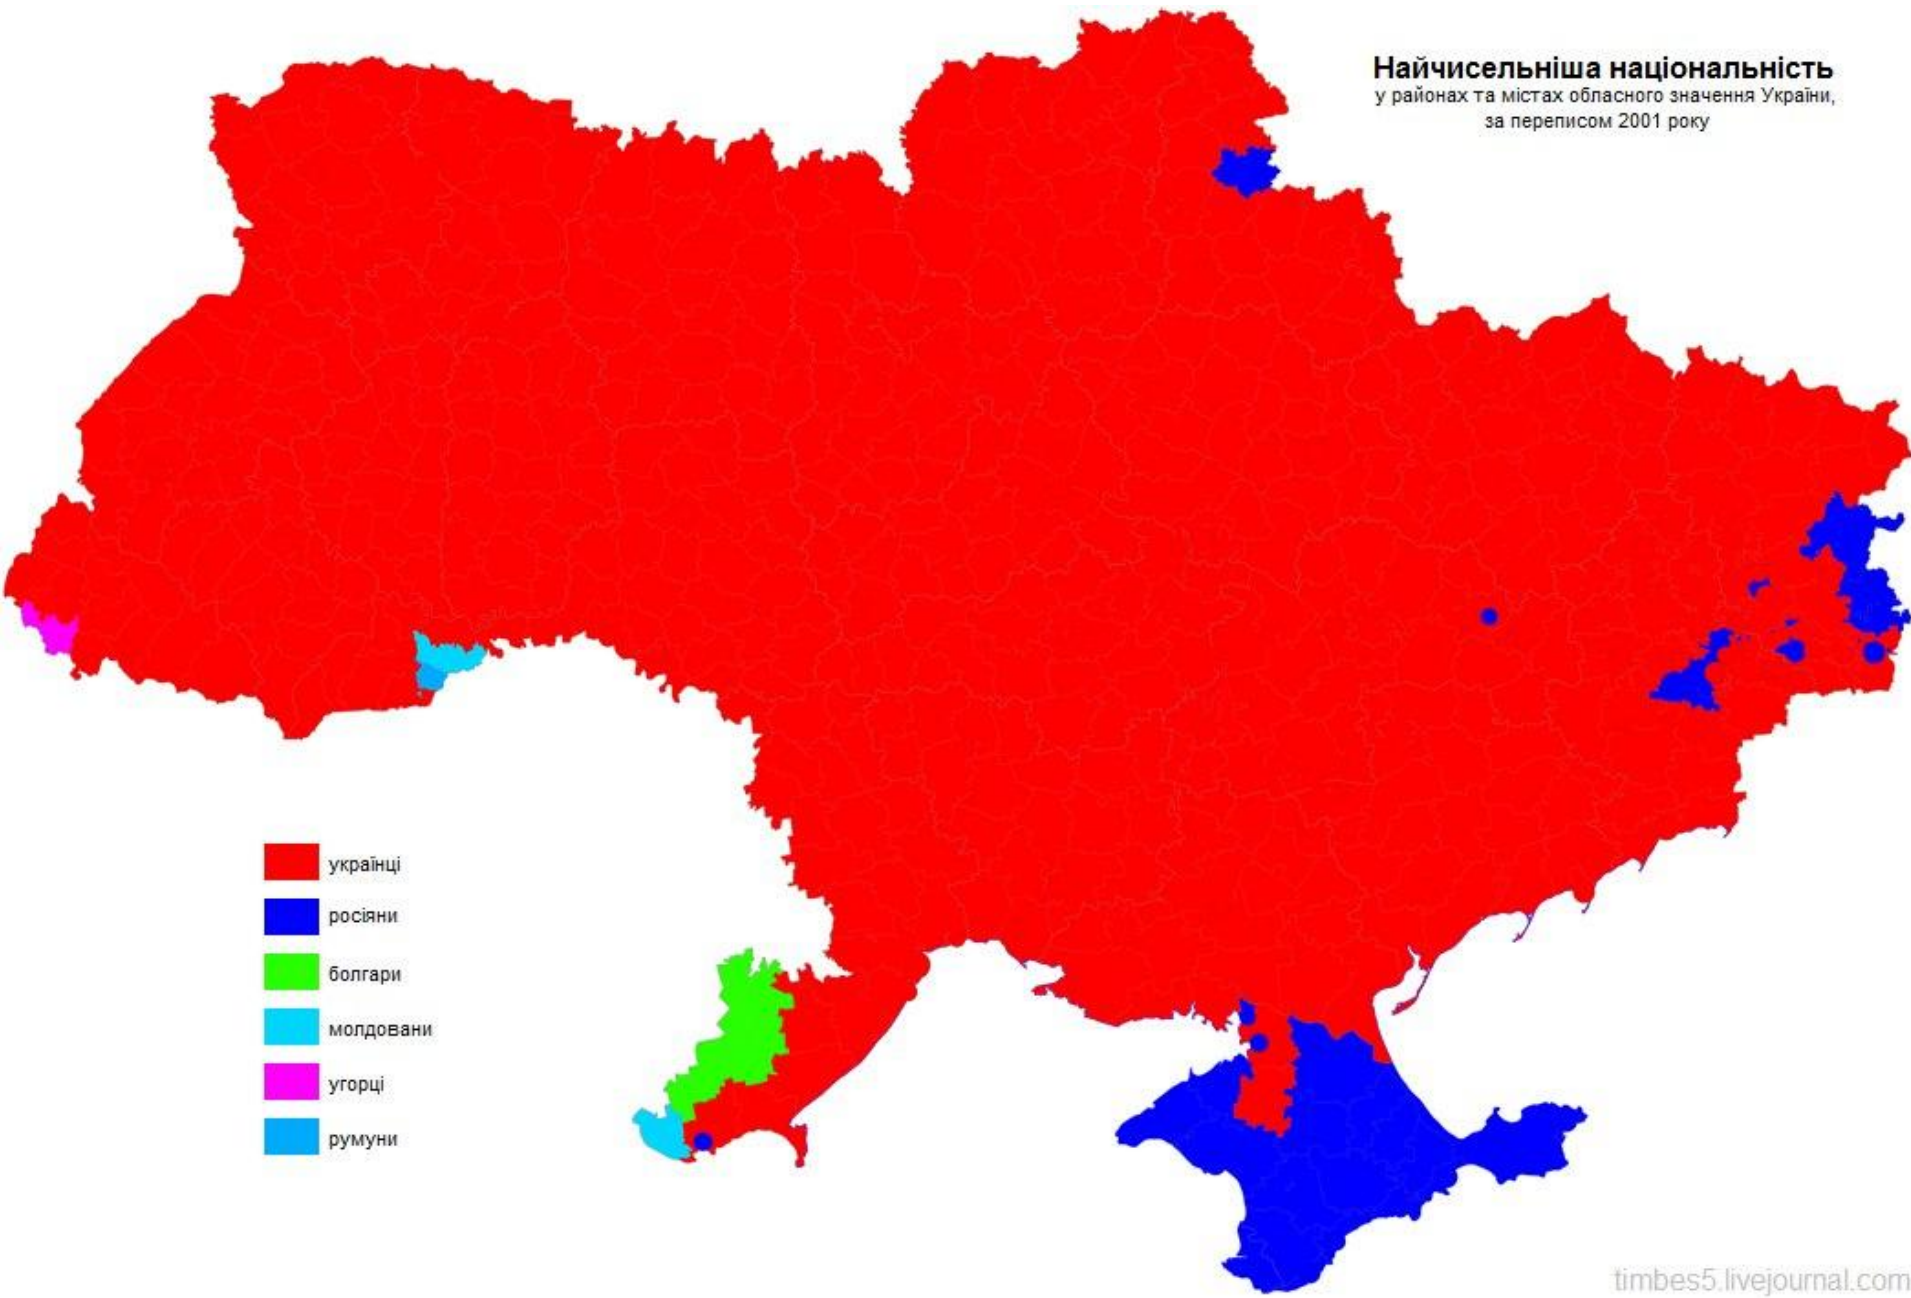 Найчисельніша національність
у районах та містах обласного значення України,
за переписом 2001 року
українці
росіяни
болгари
молдовани
угорці
румуни
timbes5.livejournal.com